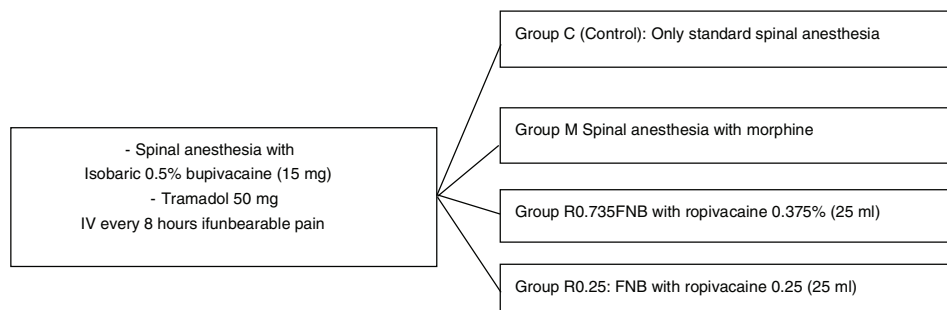 - Spinal anesthesia with
Isobaric 0.5% bupivacaine (15 mg)
- Tramadol 50 mg
IV every 8 hours ifunbearable pain
Group C (Control): Only standard spinal anesthesia
Group M Spinal anesthesia with morphine
Group R0.735FNB with ropivacaine 0.375% (25 ml)
Group R0.25: FNB with ropivacaine 0.25 (25 ml)